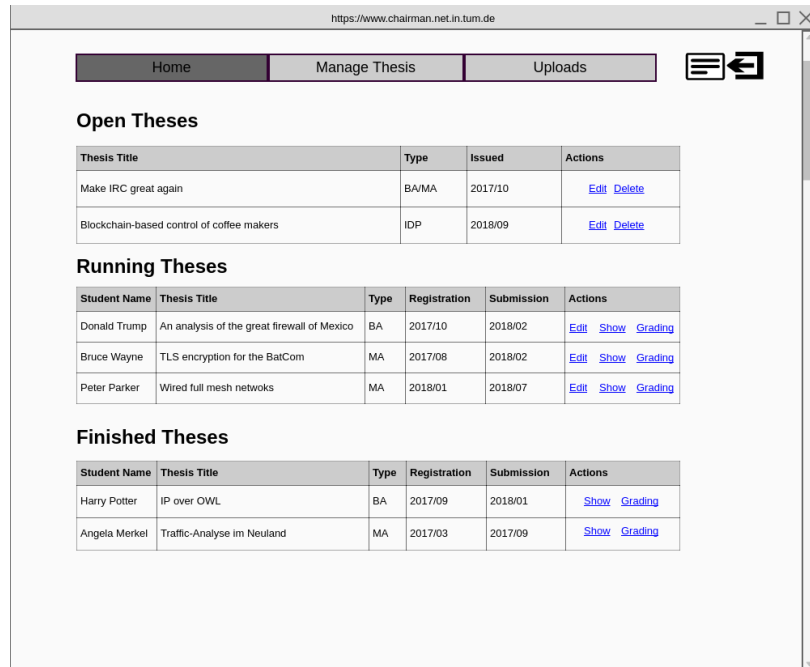 https://www.chairman.net.in.tum.de
Home Manage Thesis Uploads
Open Theses
Thesis Title Type Issued Actions
Make IRC great again BA/MA 2017/10 Edit Delete
Blockchain-based control of coffee makers IDP 2018/09 Edit Delete
Running Theses
Student Name Thesis Title Type Registration Submission Actions
Donald Trump An analysis of the great firewall of Mexico BA 2017/10 2018/02 Edit Show Grading
Bruce Wayne TLS encryption for the BatCom MA 2017/08 2018/02 Edit Show Grading
Peter Parker Wired full mesh netwoks MA 2018/01 2018/07 Edit Show Grading
Finished Theses
Student Name Thesis Title Type Registration Submission Actions
Harry Potter IP over OWL BA 2017/09 2018/01 Show Grading
Angela Merkel Traffic-Analyse im Neuland MA 2017/03 2017/09 Show Grading